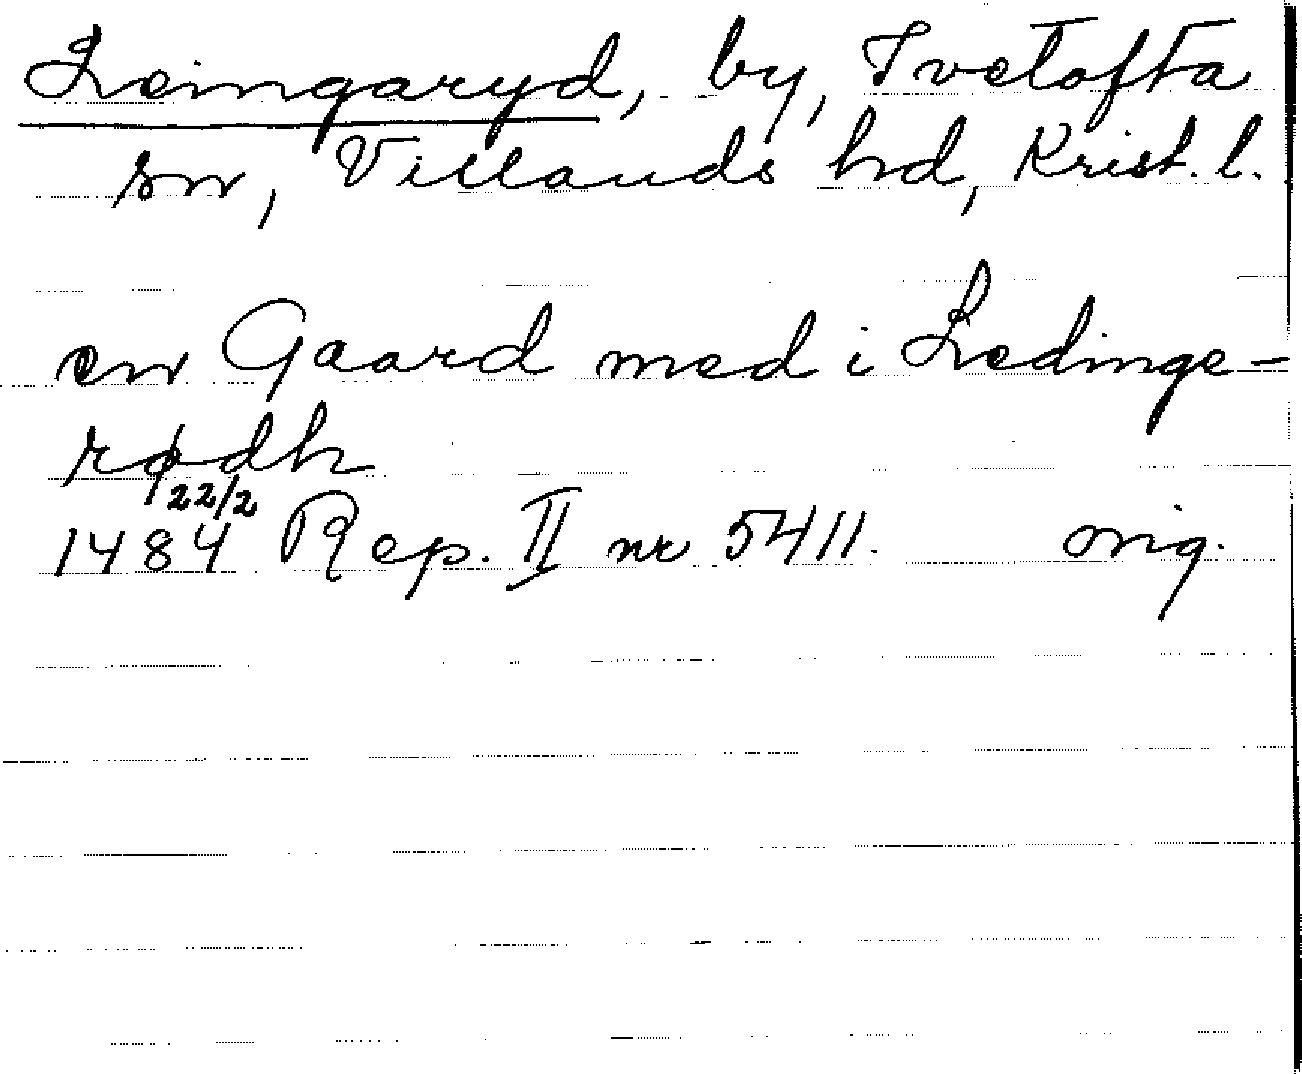 Leingaryd, by, Ivetofta
sn, Villands hd, Krist. l.
en Gaard med i Ledinge-
rødh
22/2
1484 Rep. II nr 5411. orig.